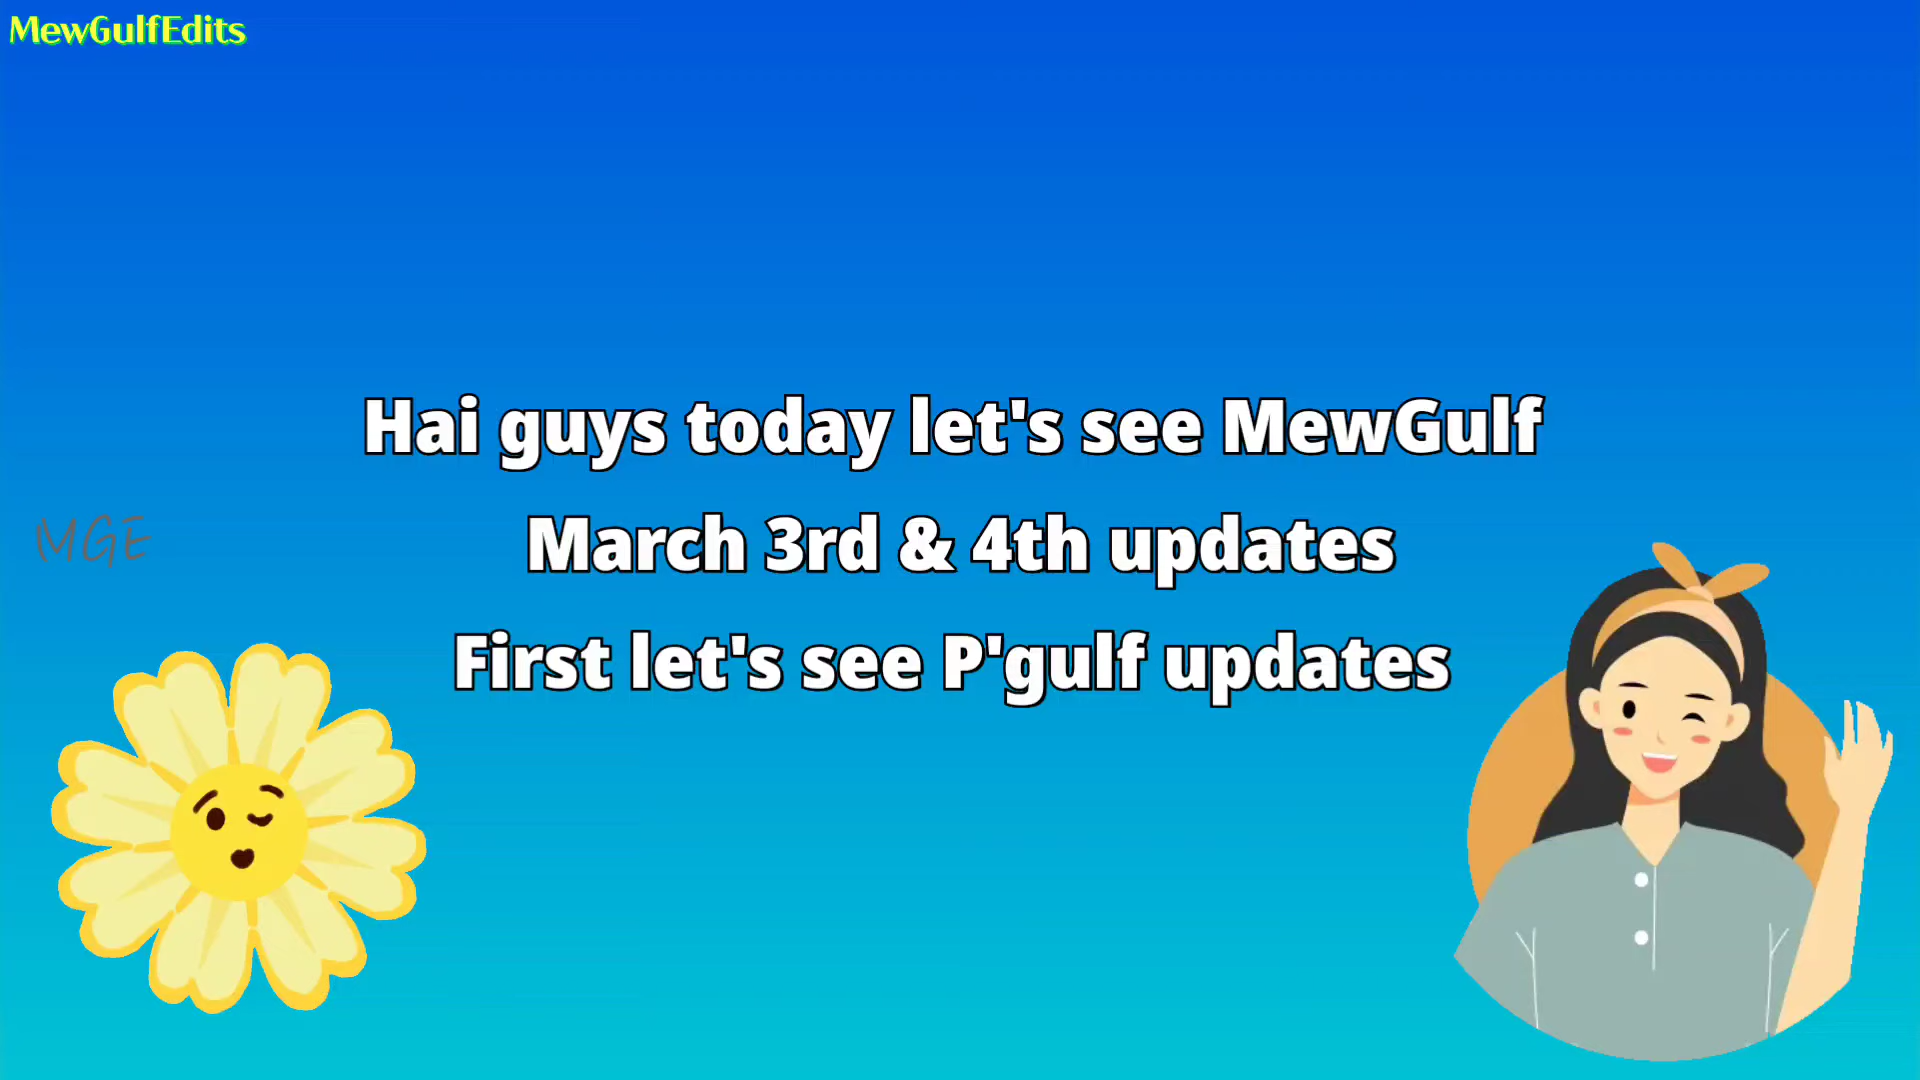 MewGulfEdits
Hai guys today let's see MewGulf
March 3rd & 4th updates
MGE
First let's see P'gulf updates